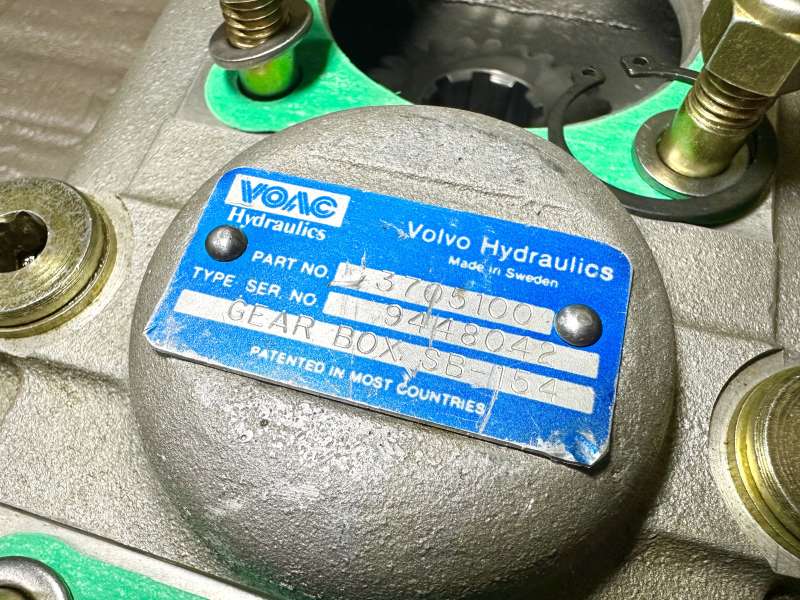 VOAC
Hydraulics
Volvo Hydraulics
Made in Sweden
PART NO. 3705100
TYPE SER. NO. 9448042
GEAR BOX SB-154
PATENTED IN MOST COUNTRIES